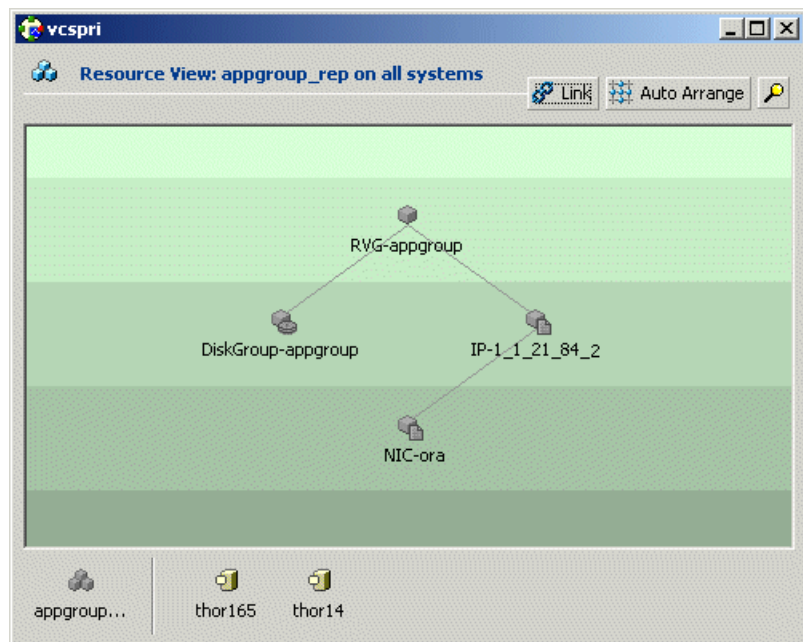 vcspri
Resource View: appgroup_rep on all systems
Link
Auto Arrange
RVG-appgroup
DiskGroup-appgroup
IP-1_1_21_84_2
NIC-ora
appgroup...
thor165
thor14